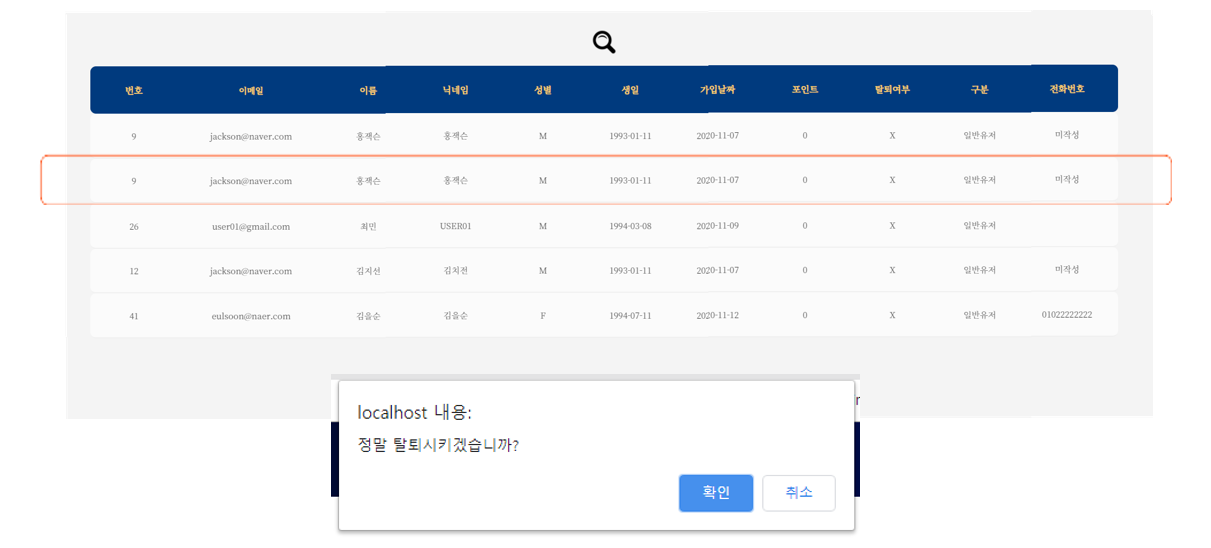 번호 이메일 이름 닉네임 성별 생일 가입날짜 포인트 탈퇴여부 구분 전화번호
9 jackson@naver.com 홍잭슨 홍잭슨 M 1993-01-11 2020-11-07 0 X 일반유저 미작성
9 jackson@naver.com 홍잭슨 홍잭슨 M 1993-01-11 2020-11-07 0 X 일반유저 미작성
26 user01@gmail.com 최민 USER01 M 1994-03-08 2020-11-09 0 X 일반유저
12 jackson@naver.com 김지선 김치전 M 1993-01-11 2020-11-07 0 X 일반유저 미작성
41 eulsoon@naer.com 김을순 김을순 F 1994-07-11 2020-11-12 0 X 일반유저 01022222222
localhost 내용:
정말 탈퇴시키겠습니까?
확인 취소